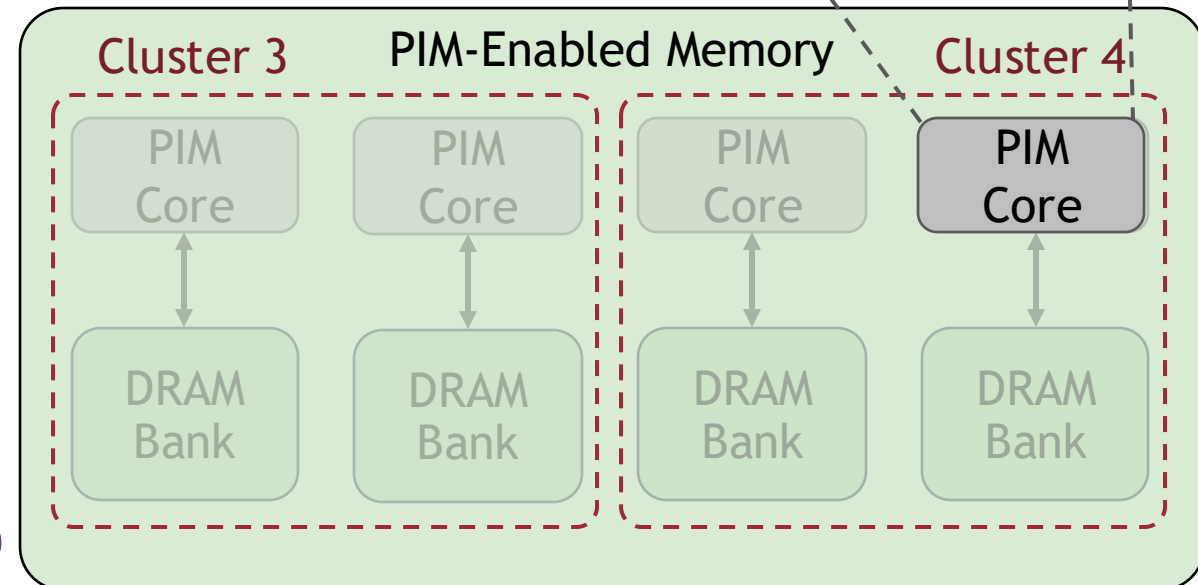 Cluster 3
PIM-Enabled Memory
Cluster 4
PIM
Core
PIM
Core
PIM
Core
PIM
Core
DRAM
Bank
DRAM
Bank
DRAM
Bank
DRAM
Bank